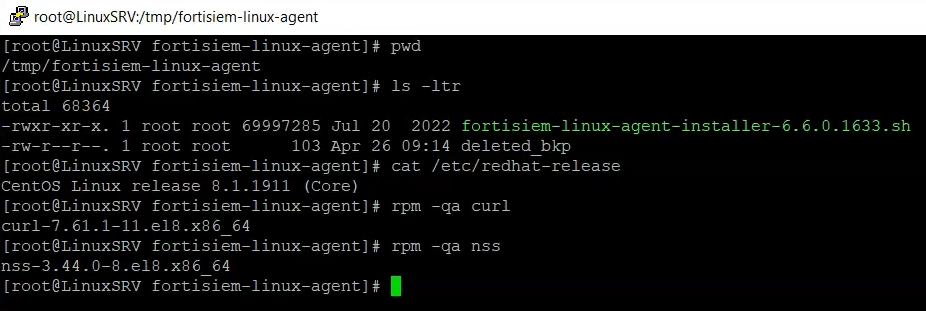 root@LinuxSRV:/tmp/fortisiem-linux-agent
[root@LinuxSRV fortisiem-linux-agent]# pwd
/tmp/fortisiem-linux-agent
[root@LinuxSRV fortisiem-linux-agent]# ls -ltr
total 68364
-rwxr-xr-x. 1 root root 69997285 Jul 20  2022 fortisiem-linux-agent-installer-6.6.0.1633.sh
-rw-r--r--. 1 root root      103 Apr 26 09:14 deleted_bkp
[root@LinuxSRV fortisiem-linux-agent]# cat /etc/redhat-release
CentOS Linux release 8.1.1911 (Core)
[root@LinuxSRV fortisiem-linux-agent]# rpm -qa curl
curl-7.61.1-11.el8.x86_64
[root@LinuxSRV fortisiem-linux-agent]# rpm -qa nss
nss-3.44.0-8.el8.x86_64
[root@LinuxSRV fortisiem-linux-agent]#